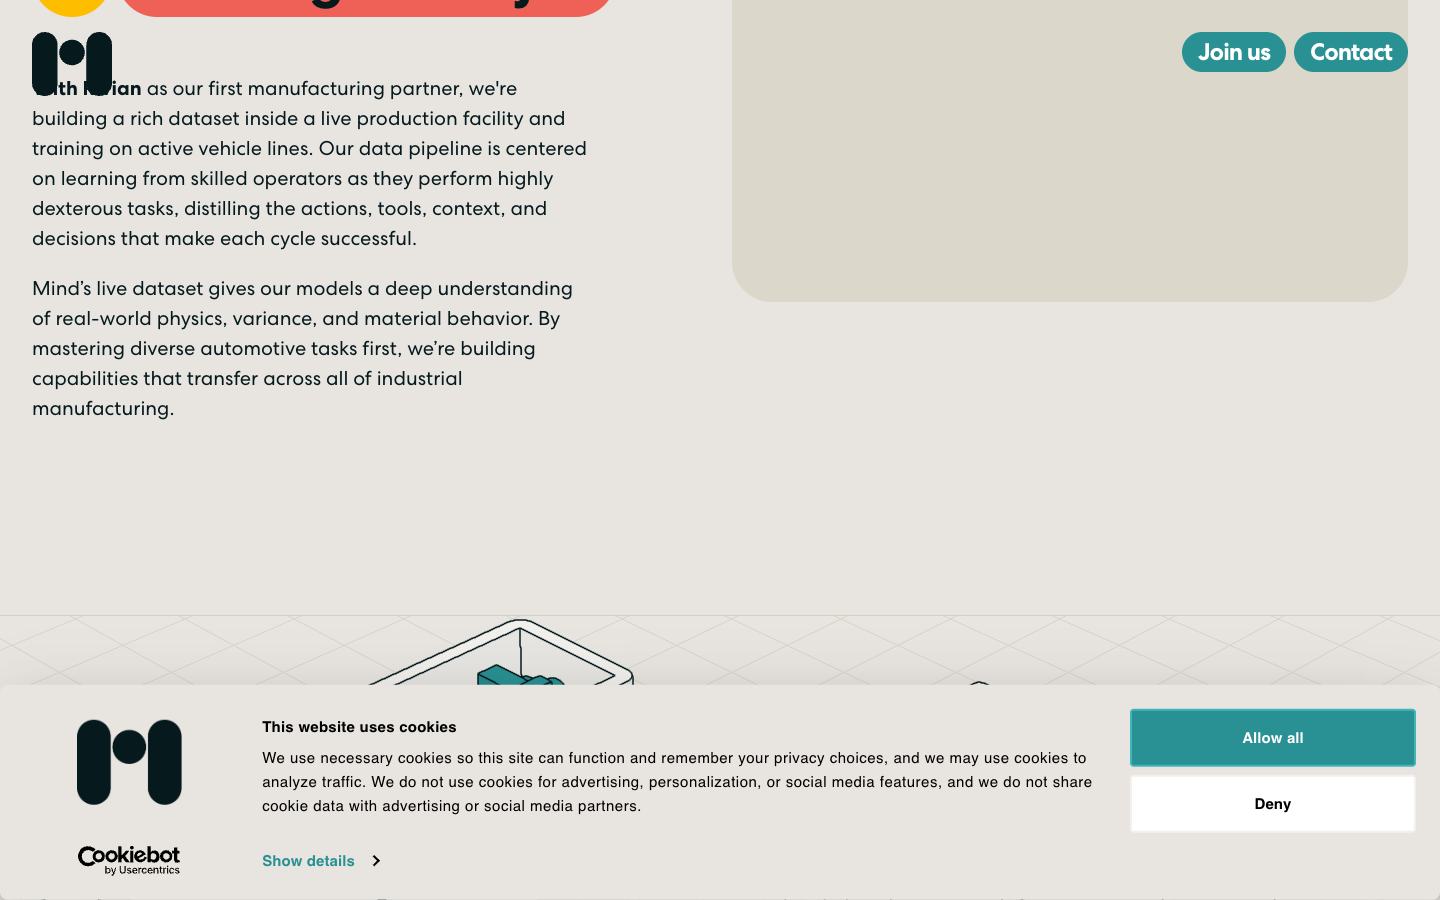 Join us
Contact
as our first manufacturing partner, we're
building a rich dataset inside a live production facility and
training on active vehicle lines. Our data pipeline is centered
on learning from skilled operators as they perform highly
dexterous tasks, distilling the actions, tools, context, and
decisions that make each cycle successful.
Mind’s live dataset gives our models a deep understanding
of real-world physics, variance, and material behavior. By
mastering diverse automotive tasks first, we’re building
capabilities that transfer across all of industrial
manufacturing.
This website uses cookies
We use necessary cookies so this site can function and remember your privacy choices, and we may use cookies to
analyze traffic. We do not use cookies for advertising, personalization, or social media features, and we do not share
cookie data with advertising or social media partners.
Show details
Allow all
Deny
Cookiebot
by Usercentrics